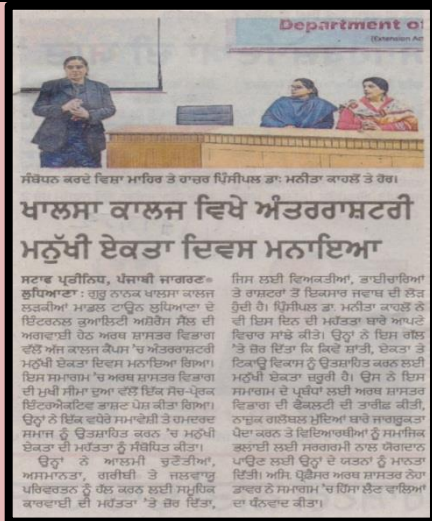 Department o
(Extension Ac
ਸੰਬੋਧਨ ਕਰਦੇ ਵਿਸ਼ਾ ਮਾਹਿਰ ਤੇ ਹਾਜ਼ਰ ਪ੍ਰਿੰਸੀਪਲ ਡਾ: ਮਨੀਤਾ ਕਾਹਲੋਂ ਤੇ ਹੋਰ।
ਖਾਲਸਾ ਕਾਲਜ ਵਿਖੇ ਅੰਤਰਰਾਸ਼ਟਰੀ
ਮਨੁੱਖੀ ਏਕਤਾ ਦਿਵਸ ਮਨਾਇਆ
ਸਟਾਫ ਪ੍ਰਤੀਨਿਧ, ਪੰਜਾਬੀ ਜਾਗਰਣ
ਲੁਧਿਆਣਾ : ਗੁਰੂ ਨਾਨਕ ਖਾਲਸਾ ਕਾਲਜ
ਲੜਕੀਆਂ ਮਾਡਲ ਟਾਊਨ ਲੁਧਿਆਣਾ ਦੇ
ਇੰਟਰਨਲ ਕੁਆਲਿਟੀ ਅਸ਼ੋਰੈਂਸ ਸੈੱਲ ਦੀ
ਅਗਵਾਈ ਹੇਠ ਅਰਥ ਸ਼ਾਸਤਰ ਵਿਭਾਗ
ਵੱਲੋਂ ਅੱਜ ਕਾਲਜ ਕੈਂਪਸ 'ਚ ਅੰਤਰਰਾਸ਼ਟਰੀ
ਮਨੁੱਖੀ ਏਕਤਾ ਦਿਵਸ ਮਨਾਇਆ ਗਿਆ।
ਇਸ ਸਮਾਗਮ 'ਚ ਅਰਥ ਸ਼ਾਸਤਰ ਵਿਭਾਗ
ਦੀ ਮੁਖੀ ਸੀਮਾ ਦੁਆ ਵੱਲੋਂ ਇੱਕ ਸੋਚ-ਪ੍ਰੇਰਕ
ਇੰਟਰਐਕਟਿਵ ਭਾਸ਼ਣ ਪੇਸ਼ ਕੀਤਾ ਗਿਆ।
ਉਨ੍ਹਾਂ ਨੇ ਇੱਕ ਵਧੇਰੇ ਸਮਾਵੇਸ਼ੀ ਤੇ ਹਮਦਰਦ
ਸਮਾਜ ਨੂੰ ਉਤਸ਼ਾਹਿਤ ਕਰਨ 'ਚ ਮਨੁੱਖੀ
ਏਕਤਾ ਦੀ ਮਹੱਤਤਾ ਨੂੰ ਸੰਬੋਧਿਤ ਕੀਤਾ।
ਉਨ੍ਹਾਂ ਨੇ ਆਲਮੀ ਚੁਣੌਤੀਆਂ,
ਅਸਮਾਨਤਾ, ਗਰੀਬੀ ਤੇ ਜਲਵਾਯੂ
ਪਰਿਵਰਤਨ ਨੂੰ ਹੱਲ ਕਰਨ ਲਈ ਸਮੂਹਿਕ
ਕਾਰਵਾਈ ਦੀ ਮਹੱਤਤਾ 'ਤੇ ਜ਼ੋਰ ਦਿੱਤਾ,
ਜਿਸ ਲਈ ਵਿਅਕਤੀਆਂ, ਭਾਈਚਾਰਿਆਂ
ਤੇ ਰਾਸ਼ਟਰਾਂ ਤੋਂ ਇਕਸਾਰ ਜਵਾਬ ਦੀ ਲੋੜ
ਹੁੰਦੀ ਹੈ। ਪ੍ਰਿੰਸੀਪਲ ਡਾ. ਮਨੀਤਾ ਕਾਹਲੋਂ ਨੇ
ਵੀ ਇਸ ਦਿਨ ਦੀ ਮਹੱਤਤਾ ਬਾਰੇ ਆਪਣੇ
ਵਿਚਾਰ ਸਾਂਝੇ ਕੀਤੇ। ਉਨ੍ਹਾਂ ਨੇ ਇਸ ਗੱਲ
'ਤੇ ਜ਼ੋਰ ਦਿੱਤਾ ਕਿ ਕਿਵੇਂ ਸ਼ਾਂਤੀ, ਏਕਤਾ ਤੇ
ਟਿਕਾਊ ਵਿਕਾਸ ਨੂੰ ਉਤਸ਼ਾਹਿਤ ਕਰਨ ਲਈ
ਮਨੁੱਖੀ ਏਕਤਾ ਜ਼ਰੂਰੀ ਹੈ। ਉਸ ਨੇ ਇਸ
ਸਮਾਗਮ ਦੇ ਪ੍ਰਬੰਧਾਂ ਲਈ ਅਰਥ ਸ਼ਾਸਤਰ
ਵਿਭਾਗ ਦੀ ਫੈਕਲਟੀ ਦੀ ਤਾਰੀਫ਼ ਕੀਤੀ,
ਨਾਜ਼ੁਕ ਗਲੋਬਲ ਮੁੱਦਿਆਂ ਬਾਰੇ ਜਾਗਰੂਕਤਾ
ਪੈਦਾ ਕਰਨ ਤੇ ਵਿਦਿਆਰਥੀਆਂ ਨੂੰ ਸਮਾਜਿਕ
ਭਲਾਈ ਲਈ ਸਰਗਰਮੀ ਨਾਲ ਯੋਗਦਾਨ
ਪਾਉਣ ਲਈ ਉਨ੍ਹਾਂ ਦੇ ਯਤਨਾਂ ਨੂੰ ਮਾਨਤਾ
ਦਿੱਤੀ। ਅਸਿ. ਪ੍ਰੋਫੈਸਰ ਅਰਥ ਸ਼ਾਸਤਰ ਨੇਹਾ
ਡਾਵਰ ਨੇ ਸਮਾਗਮ 'ਚ ਹਿੱਸਾ ਲੈਣ ਵਾਲਿਆਂ
ਦਾ ਧੰਨਵਾਦ ਕੀਤਾ।